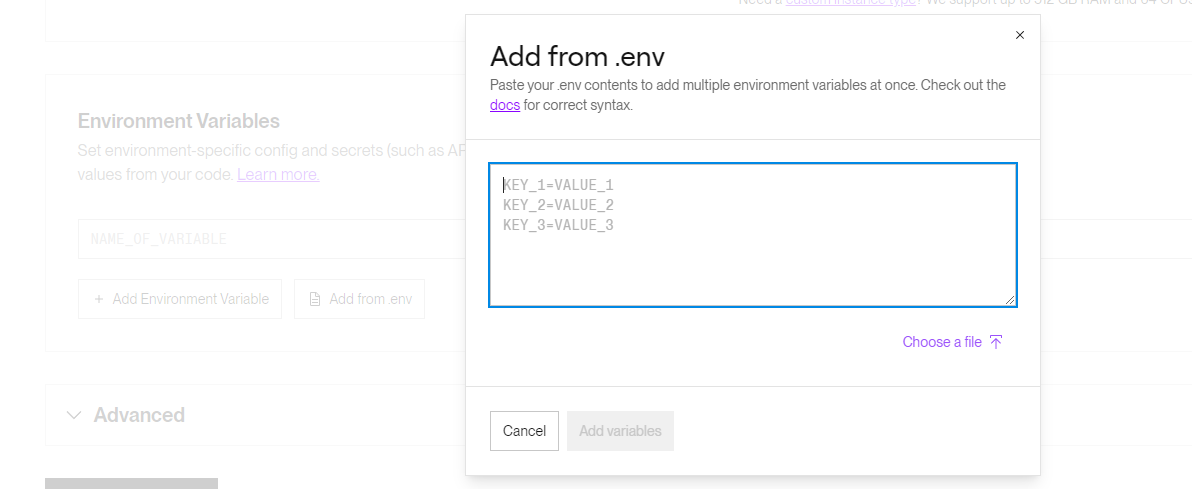 Need a custom instance type? We support up to 512 GB RAM and 64 CPUs
Add from .env
Paste your .env contents to add multiple environment variables at once. Check out the
docs for correct syntax.
Environment Variables
Set environment-specific config and secrets (such as AP
values from your code. Learn more.
KEY_1=VALUE_1
KEY_2=VALUE_2
KEY_3=VALUE_3
NAME_OF_VARIABLE
+ Add Environment Variable
Add from .env
Choose a file
Advanced
Cancel
Add variables